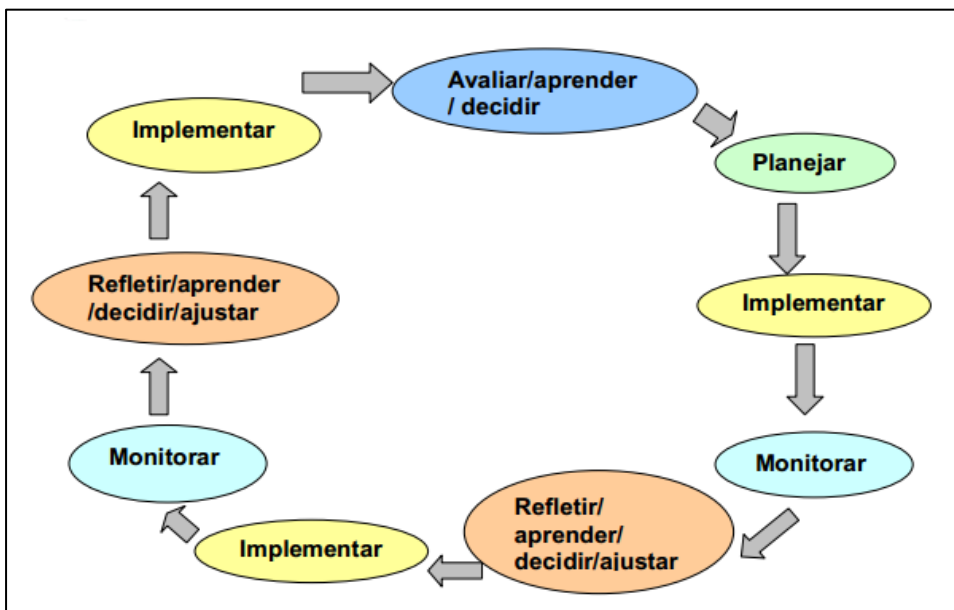 Avaliar/aprender
/ decidir
Planejar
Implementar
Monitorar
Refletir/
aprender/
decidir/ajustar
Implementar
Monitorar
Refletir/aprender
/decidir/ajustar
Implementar